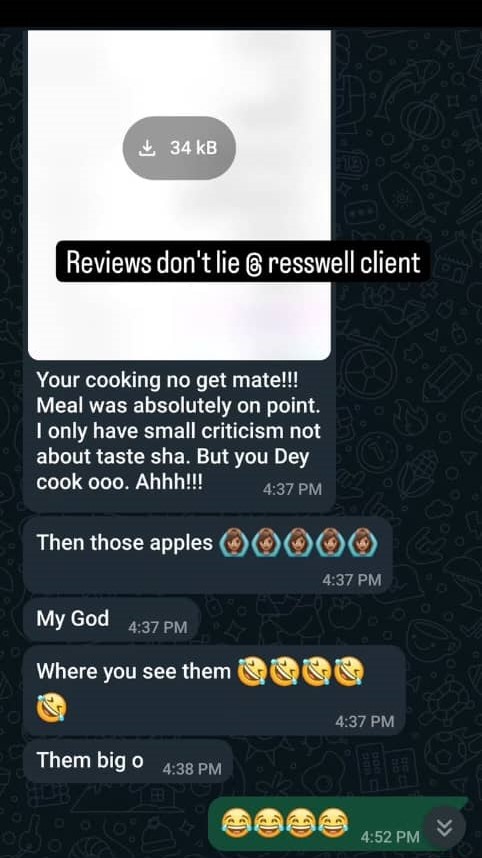 34 kB
Reviews don't lie @ resswell client
Your cooking no get mate!!!
Meal was absolutely on point.
I only have small criticism not
about taste sha. But you Dey
cook ooo. Ahhh!!!
4:37 PM
Then those apples 🙆🏽‍♀️🙆🏽‍♀️🙆🏽‍♀️🙆🏽‍♀️🙆🏽‍♀️
4:37 PM
My God 4:37 PM
Where you see them 🤣🤣🤣🤣
🤣
4:37 PM
Them big o 4:38 PM
😂😂😂😂 4:52 PM